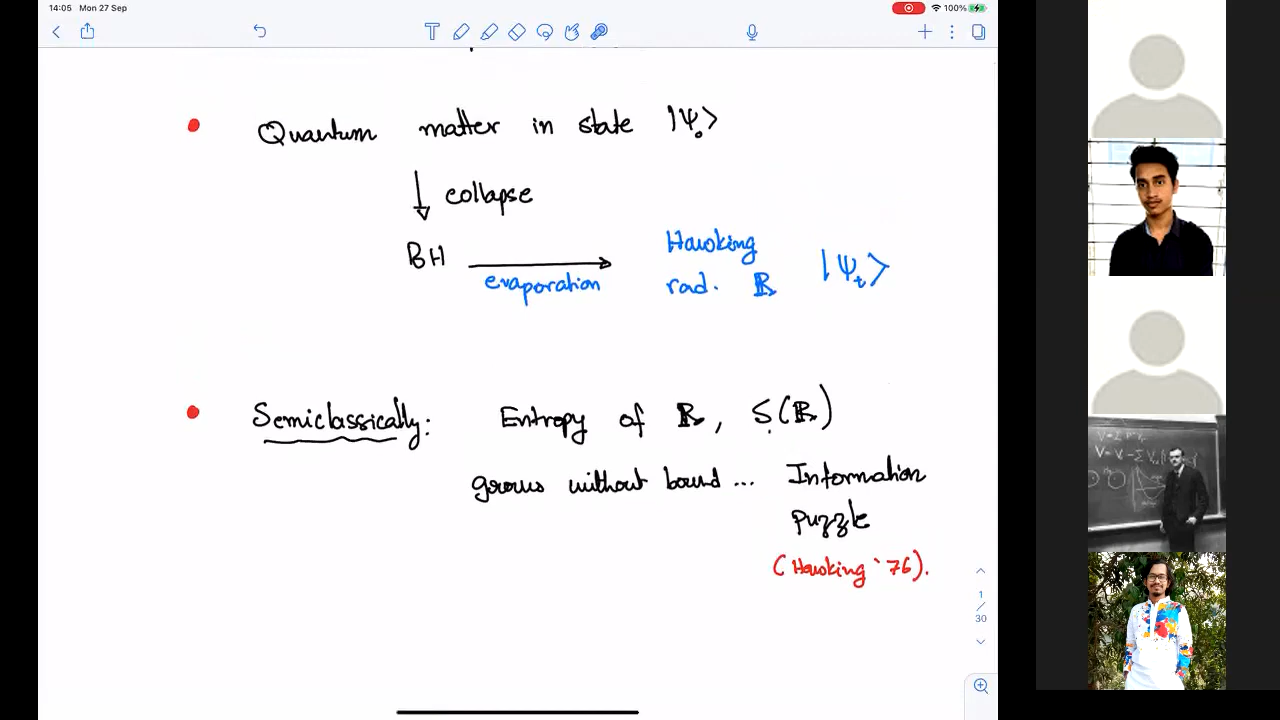 14:05 Mon 27 Sep
100%
Quantum matter in state |Ψ₀⟩
collapse
BH
evaporation
Hawking
rad. ℝ
|Ψₜ⟩
Semiclassically: Entropy of ℝ, S(ℝ)
grows without bound... Information
puzzle
(Hawking '76).
1
/
30